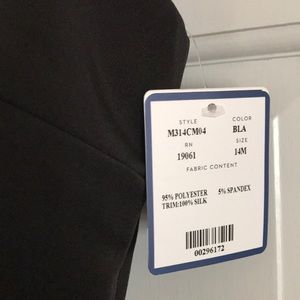 STYLE COLOR
M314CM04 BLA
RN SIZE
19061 14M
FABRIC CONTENT
95% POLYESTER 5% SPANDEX
TRIM:100% SILK
00296172